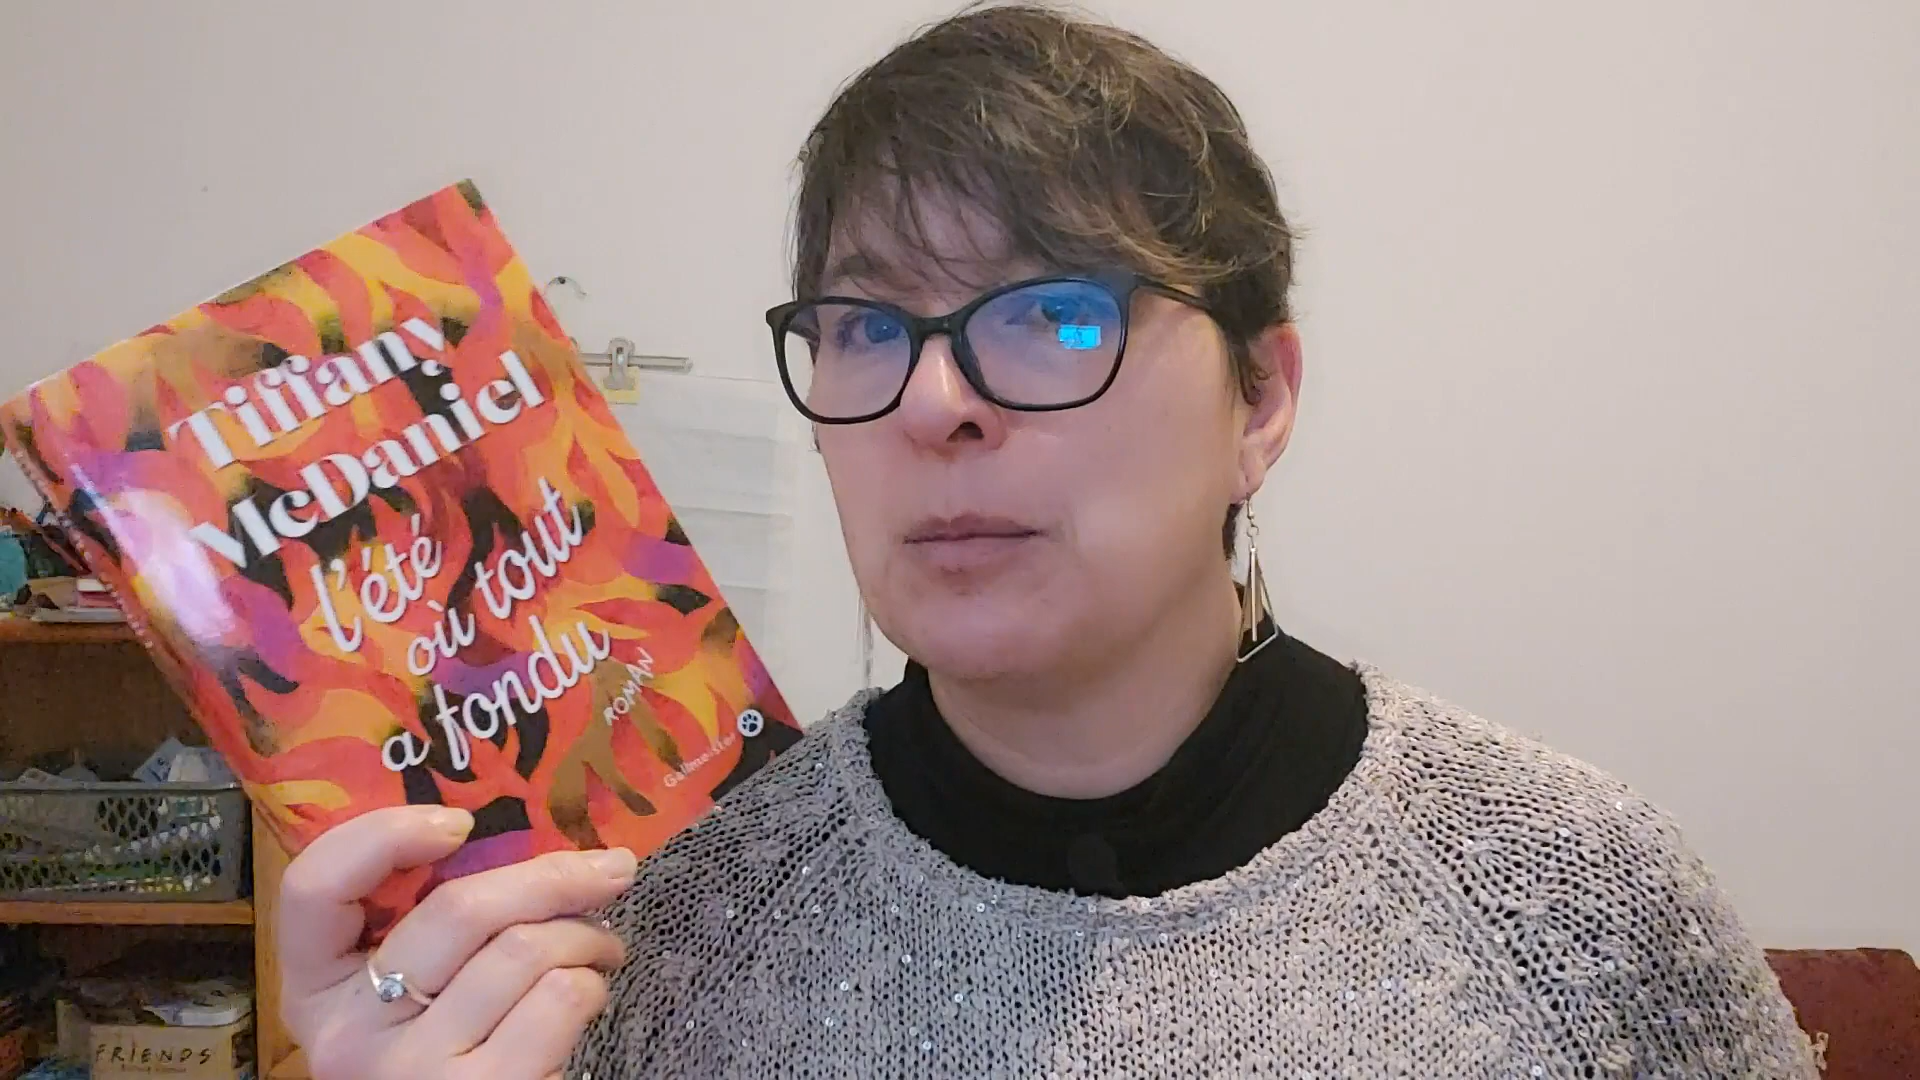 Tiffany
McDaniel
l'été
où tout
a fondu
ROMAN
Gallmeister
FRIENDS